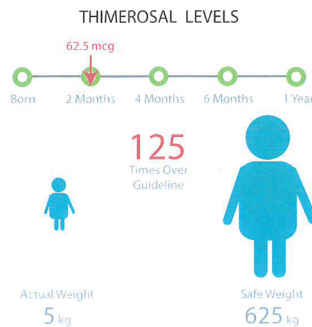 THIMEROSAL LEVELS
62.5 mcg
Born 2 Months 4 Months 6 Months 1 Year
125
Times Over
Guideline
Actual Weight
5 kg
Safe Weight
625 kg